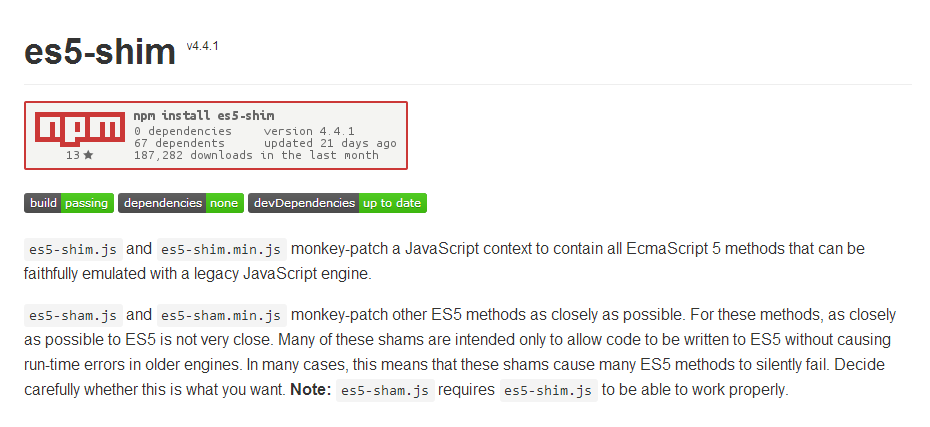 es5-shim v4.4.1
npm install es5-shim
npm
0 dependencies version 4.4.1
67 dependents updated 21 days ago
13★ 187,282 downloads in the last month
build passing dependencies none devDependencies up to date
es5-shim.js and es5-shim.min.js monkey-patch a JavaScript context to contain all EcmaScript 5 methods that can be
faithfully emulated with a legacy JavaScript engine.
es5-sham.js and es5-sham.min.js monkey-patch other ES5 methods as closely as possible. For these methods, as closely
as possible to ES5 is not very close. Many of these shams are intended only to allow code to be written to ES5 without causing
run-time errors in older engines. In many cases, this means that these shams cause many ES5 methods to silently fail. Decide
carefully whether this is what you want. Note: es5-sham.js requires es5-shim.js to be able to work properly.